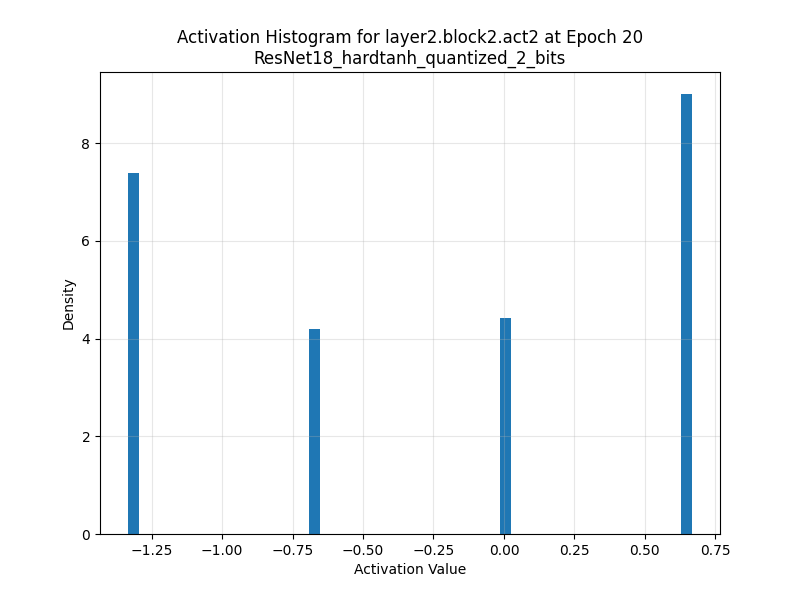 Activation Histogram for layer2.block2.act2 at Epoch 20
ResNet18_hardtanh_quantized_2_bits
Density
8
6
4
2
0
−1.25 −1.00 −0.75 −0.50 −0.25 0.00 0.25 0.50 0.75
Activation Value